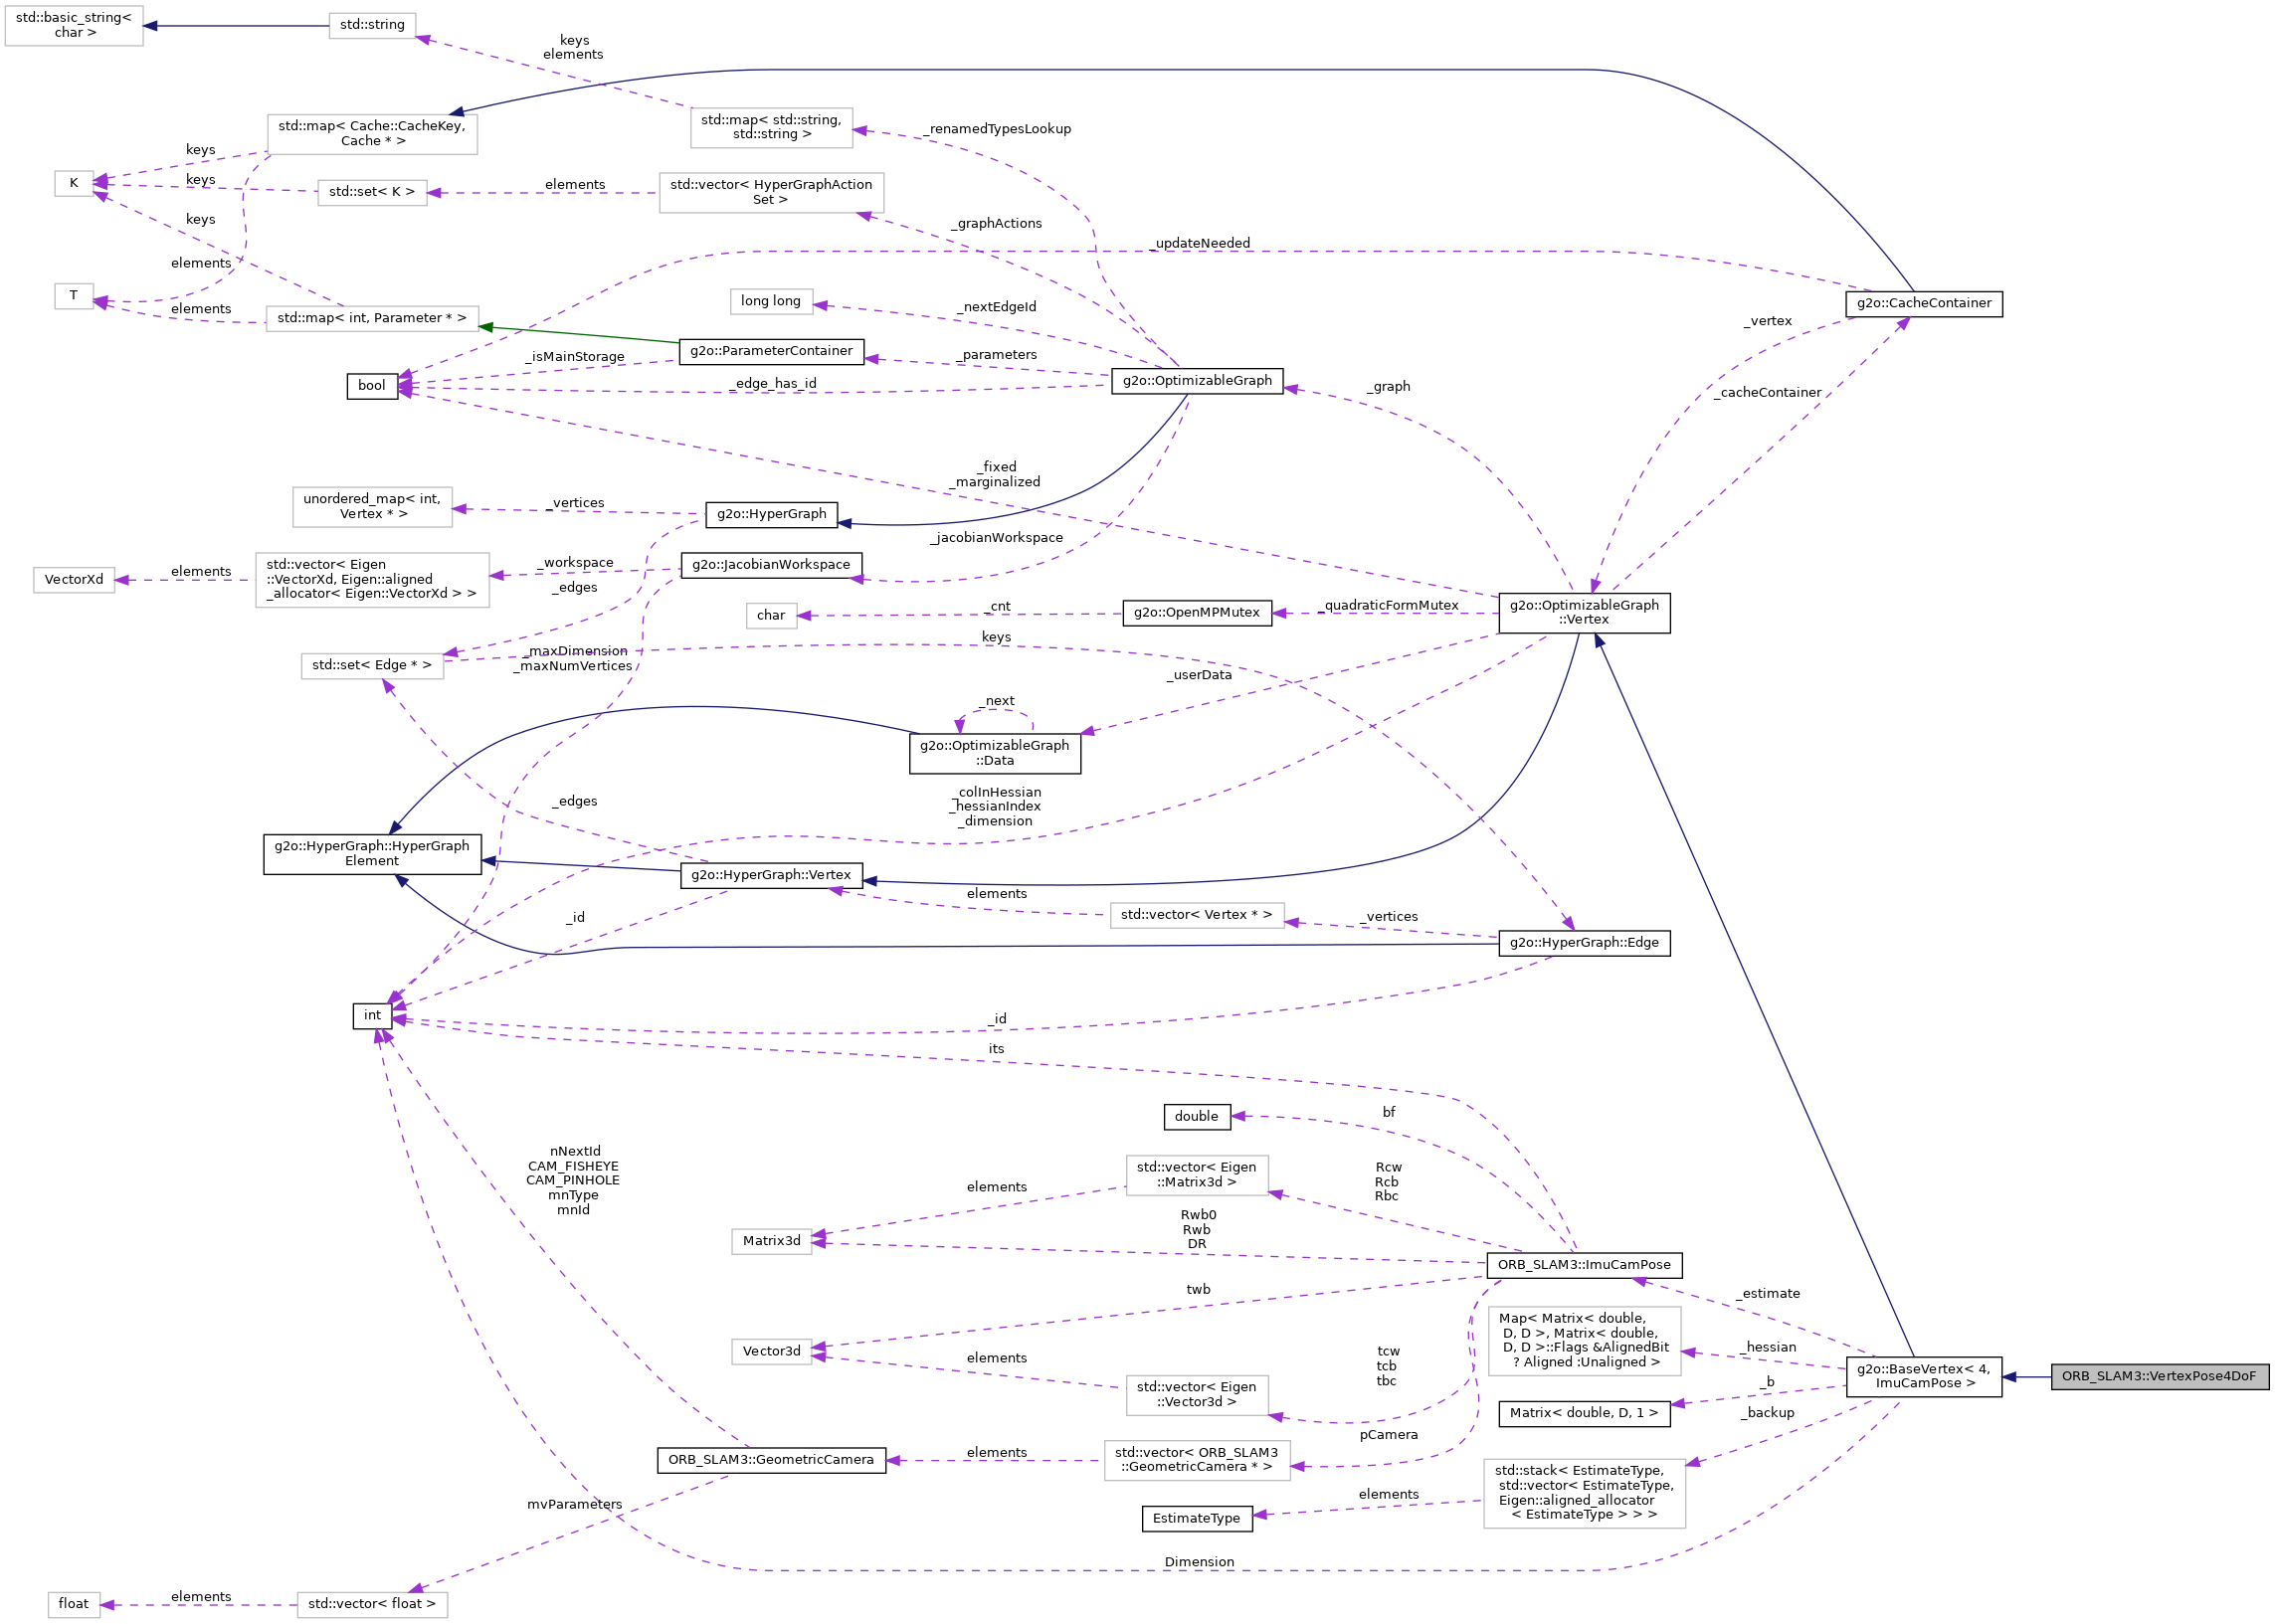 std::basic_string<
char >
std::string
keys
elements
std::map< Cache::CacheKey,
Cache * >
std::map< std::string,
std::string >
_renamedTypesLookup
keys
K
keys
std::set< K >
elements
std::vector< HyperGraphAction
Set >
keys
_graphActions
_updateNeeded
elements
T
elements
std::map< int, Parameter * >
long long
_nextEdgeId
g2o::CacheContainer
_vertex
_isMainStorage
g2o::ParameterContainer
_parameters
bool
_edge_has_id
g2o::OptimizableGraph
_graph
_cacheContainer
_fixed
_marginalized
unordered_map< int,
Vertex * >
_vertices
g2o::HyperGraph
_jacobianWorkspace
VectorXd
elements
std::vector< Eigen
::VectorXd, Eigen::aligned
_allocator< Eigen::VectorXd > >
_workspace
g2o::JacobianWorkspace
_edges
char
_cnt
g2o::OpenMPMutex
_quadraticFormMutex
g2o::OptimizableGraph
::Vertex
keys
std::set< Edge * >
_maxDimension
_maxNumVertices
_userData
_next
g2o::OptimizableGraph
::Data
_edges
_colInHessian
_hessianIndex
_dimension
g2o::HyperGraph::HyperGraph
Element
g2o::HyperGraph::Vertex
elements
_id
std::vector< Vertex * >
_vertices
g2o::HyperGraph::Edge
int
_id
its
double
bf
nNextId
CAM_FISHEYE
CAM_PINHOLE
mnType
mnId
std::vector< Eigen
::Matrix3d >
Rcw
Rcb
Rbc
elements
Matrix3d
Rwb0
Rwb
DR
ORB_SLAM3::ImuCamPose
twb
_estimate
Vector3d
elements
tcw
tcb
tbc
Map< Matrix< double,
D, D >, Matrix< double,
D, D >::Flags &AlignedBit
? Aligned :Unaligned >
_hessian
g2o::BaseVertex< 4,
ImuCamPose >
ORB_SLAM3::VertexPose4DoF
std::vector< Eigen
::Vector3d >
_b
Matrix< double, D, 1 >
_backup
pCamera
ORB_SLAM3::GeometricCamera
elements
std::vector< ORB_SLAM3
::GeometricCamera * >
std::stack< EstimateType,
std::vector< EstimateType,
Eigen::aligned_allocator
< EstimateType > > >
mvParameters
EstimateType
elements
Dimension
float
elements
std::vector< float >